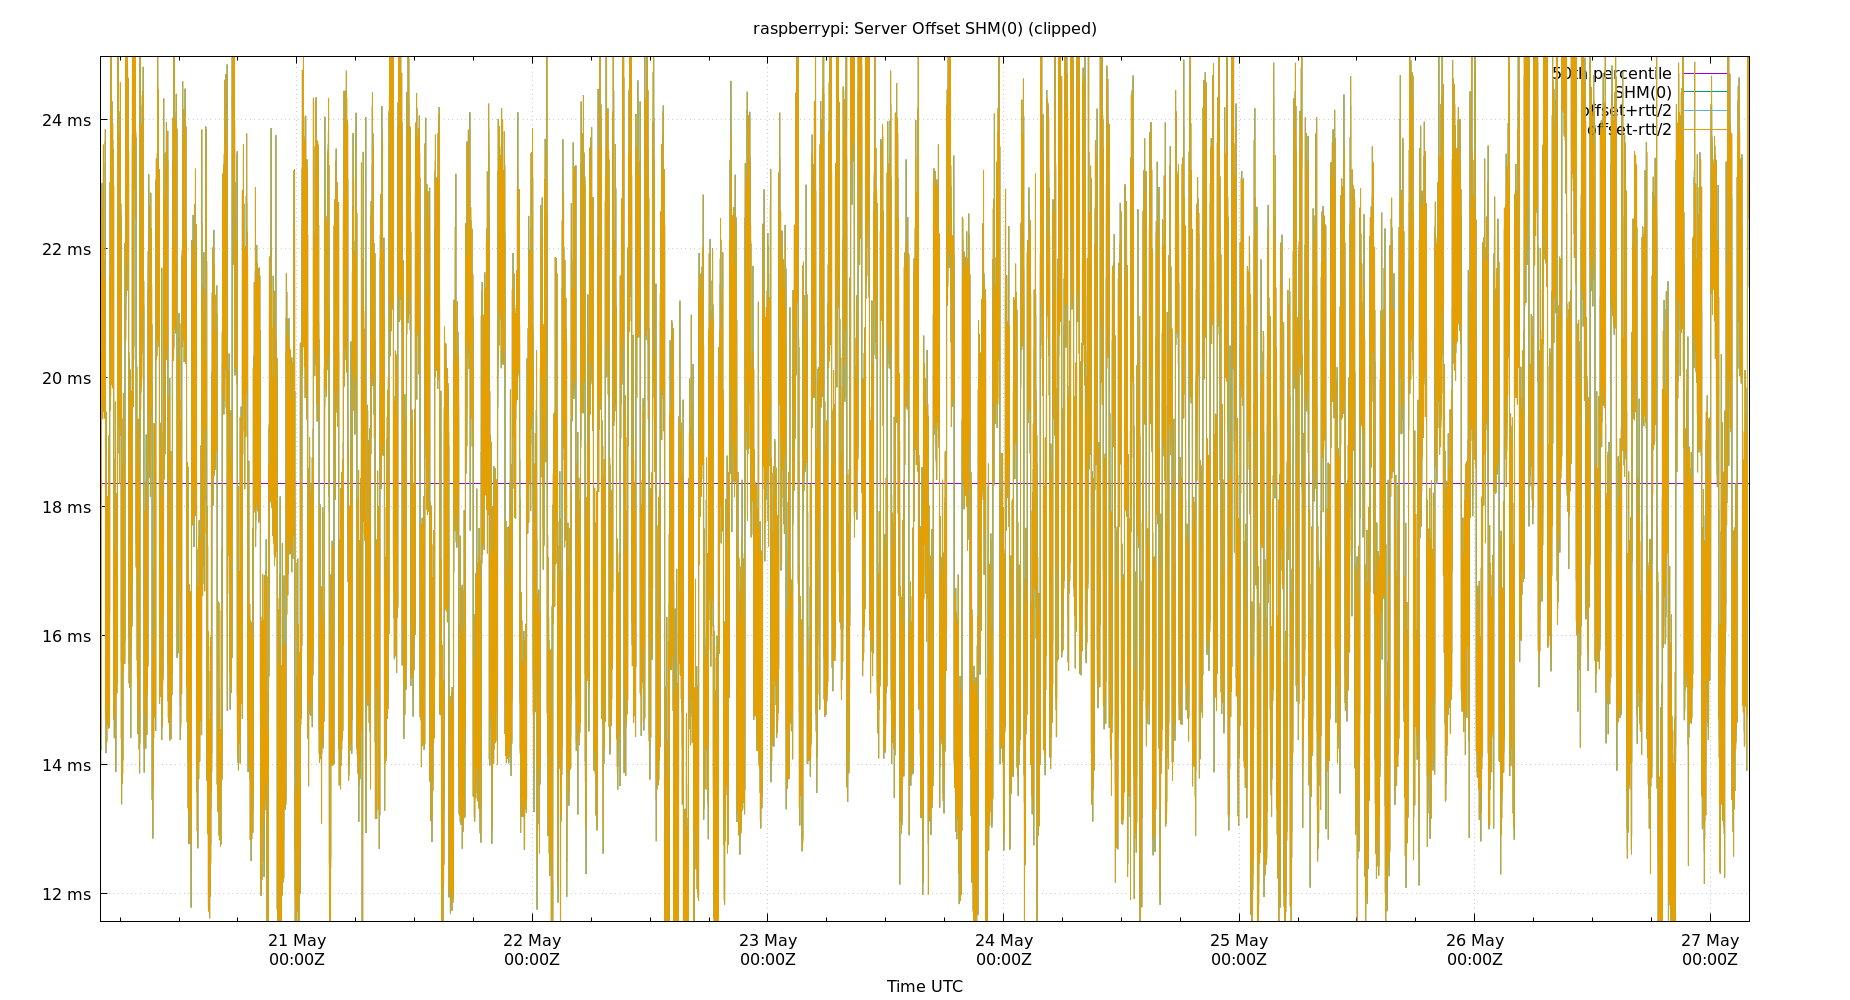 raspberrypi: Server Offset SHM(0) (clipped)
50th percentile
SHM(0)
offset+rtt/2
offset-rtt/2
24 ms
22 ms
20 ms
18 ms
16 ms
14 ms
12 ms
21 May 22 May 23 May 24 May 25 May 26 May 27 May
00:00Z 00:00Z 00:00Z 00:00Z 00:00Z 00:00Z 00:00Z
Time UTC